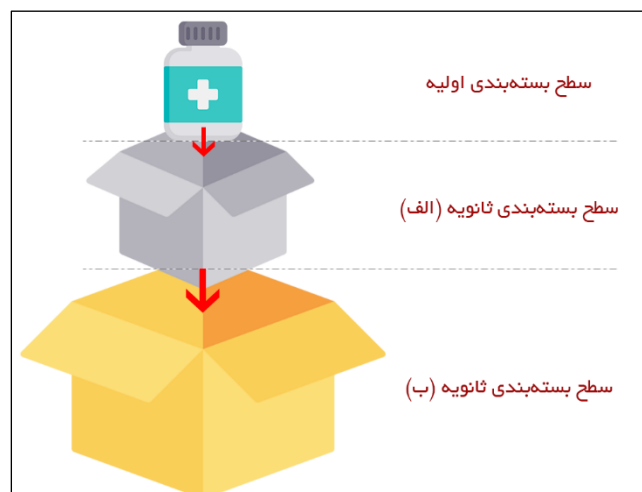 سطح بسته‌بندی اولیه
سطح بسته‌بندی ثانویه (الف)
سطح بسته‌بندی ثانویه (ب)